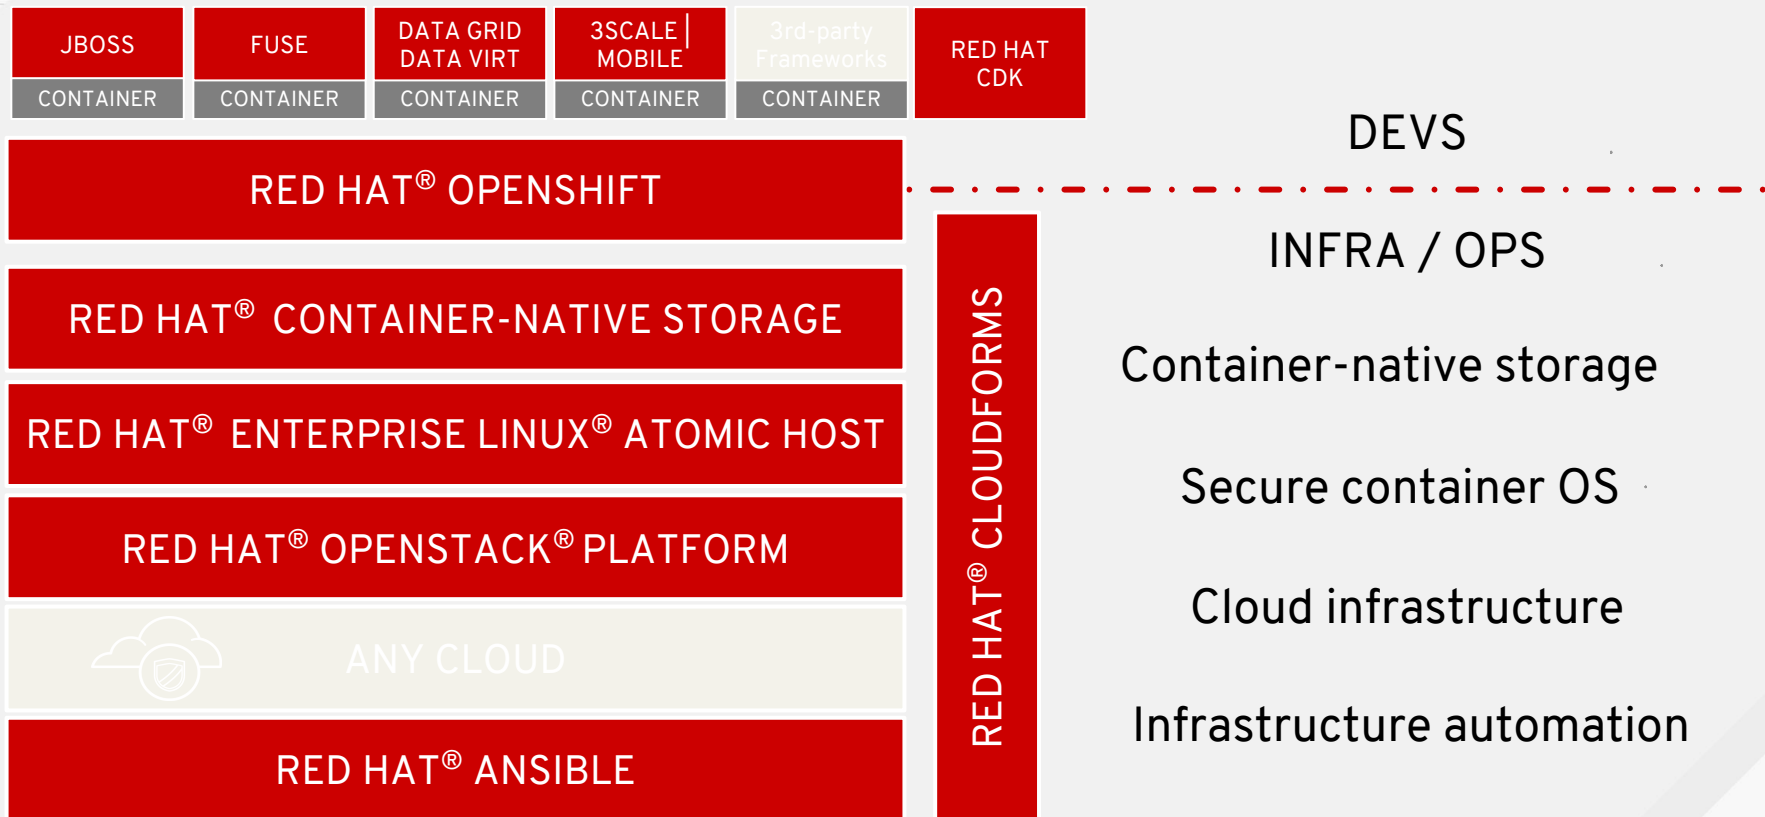 JBOSS
CONTAINER
FUSE
CONTAINER
DATA GRID
DATA VIRT
CONTAINER
3SCALE |
MOBILE
CONTAINER
3rd-party
Frameworks
CONTAINER
RED HAT
CDK
DEVS
RED HAT® OPENSHIFT
INFRA / OPS
RED HAT® CONTAINER-NATIVE STORAGE
Container-native storage
RED HAT® ENTERPRISE LINUX® ATOMIC HOST
Secure container OS
RED HAT® OPENSTACK® PLATFORM
Cloud infrastructure
ANY CLOUD
RED HAT® ANSIBLE
Infrastructure automation
RED HAT® CLOUDFORMS